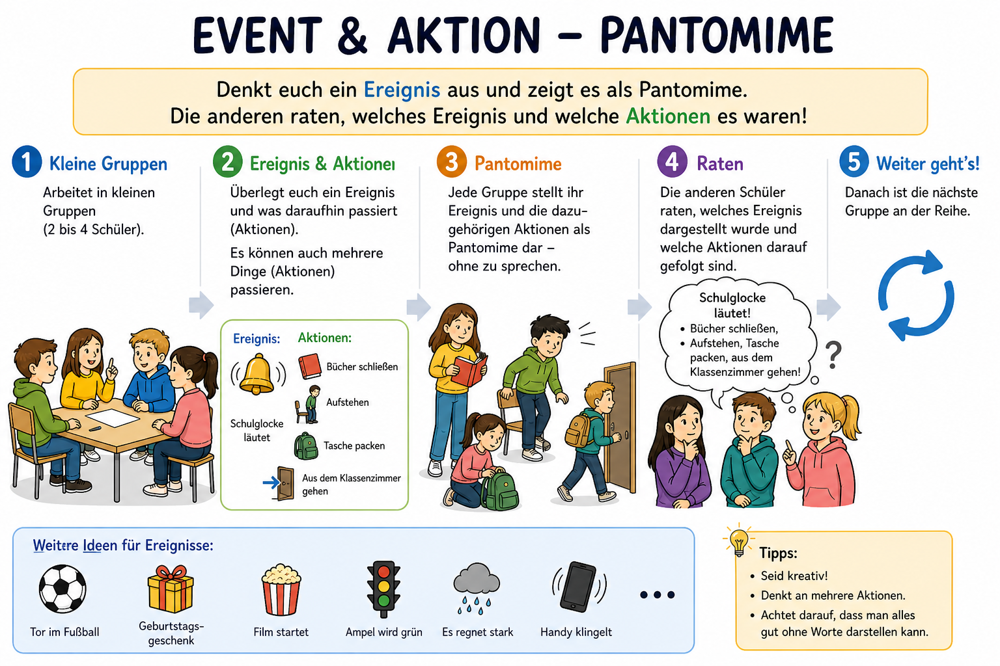 EVENT & AKTION – PANTOMIME
Denkt euch ein Ereignis aus und zeigt es als Pantomime.
Die anderen raten, welches Ereignis und welche Aktionen es waren!
1 Kleine Gruppen
Arbeitet in kleinen
Gruppen
(2 bis 4 Schüler).
2 Ereignis & Aktionen
Überlegt euch ein Ereignis
und was daraufhin passiert
(Aktionen).
Es können auch mehrere
Dinge (Aktionen)
passieren.
Ereignis:
Aktionen:
Schulglocke
läutet
Bücher schließen
Aufstehen
Tasche packen
Aus dem Klassenzimmer
gehen
3 Pantomime
Jede Gruppe stellt ihr
Ereignis und die dazu-
gehörigen Aktionen als
Pantomime dar –
ohne zu sprechen.
4 Raten
Die anderen Schüler
raten, welches Ereignis
dargestellt wurde und
welche Aktionen darauf
gefolgt sind.
Schulglocke
läutet!
• Bücher schließen,
• Aufstehen, Tasche
packen, aus dem
Klassenzimmer gehen!
?
5 Weiter geht's!
Danach ist die nächste
Gruppe an der Reihe.
Weitere Ideen für Ereignisse:
Tor im Fußball
Geburtstags-
geschenk
Film startet
Ampel wird grün
Es regnet stark
Handy klingelt
...
Tipps:
• Seid kreativ!
• Denkt an mehrere Aktionen.
• Achtet darauf, dass man alles
gut ohne Worte darstellen kann.